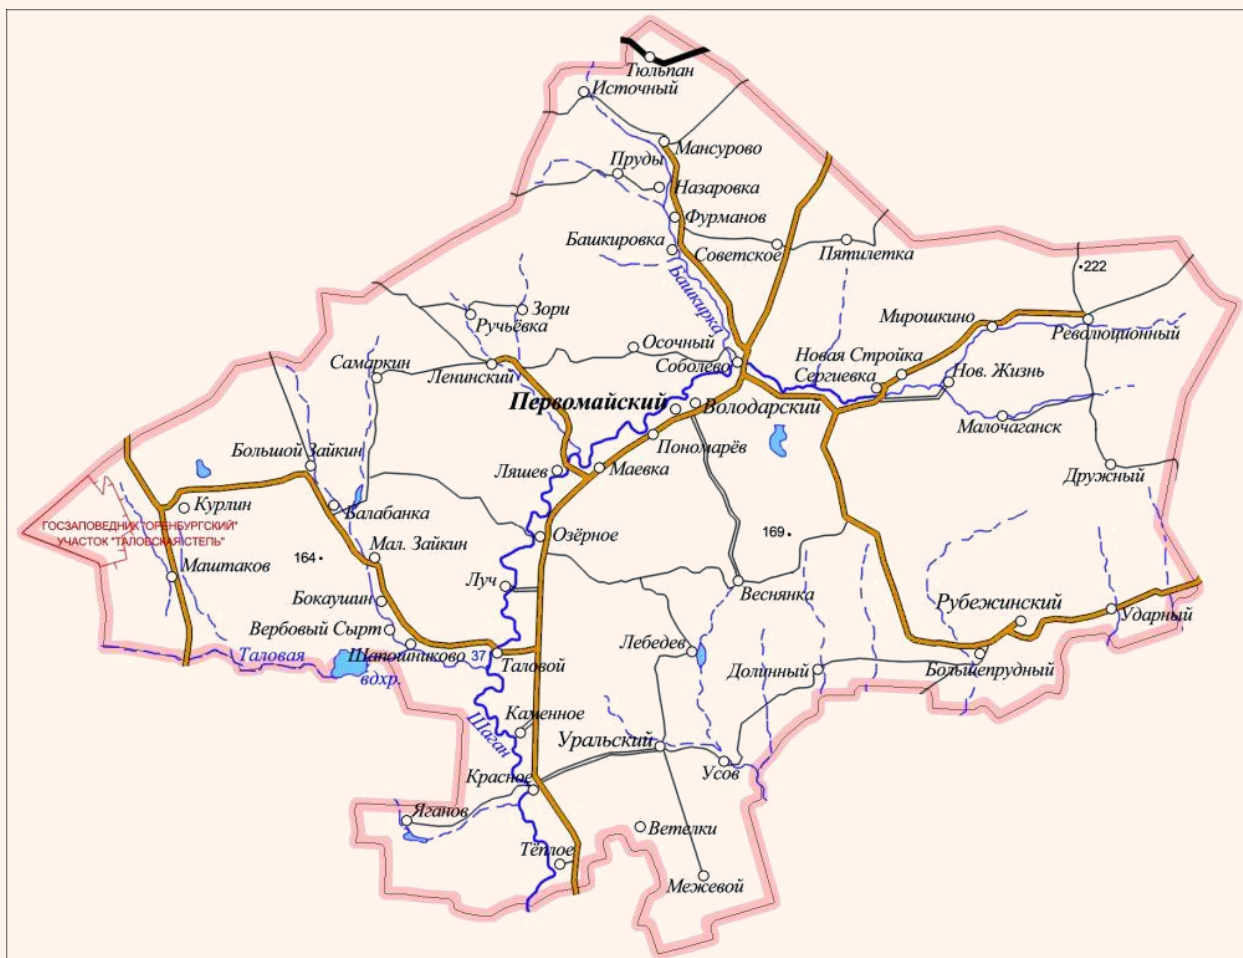 Тюльпан
Источный
Мансурово
Пруды
Назаровка
Фурманов
Башкировка
Советское
Пятилетка
Башкирка
222
Зори
Ручьёвка
Мирошкино
Революционный
Осочный
Соболево
Новая Стройка
Самаркин
Ленинский
Сергиевка
Нов. Жизнь
Первомайский
Володарский
Малочаганск
Пономарёв
Большой Зайкин
Ляшев
Маевка
Дружный
Курлин
Балабанка
ГОСЗАПОВЕДНИК "ОРЕНБУРГСКИЙ"
УЧАСТОК "ТАЛОВСКАЯ СТЕПЬ"
Озёрное
169
Мал. Зайкин
164
Маштаков
Луч
Веснянка
Бокаушин
Рубежинский
Ударный
Вербовый Сырт
Лебедев
Таловая
Шапошниково
37
Таловой
Долинный
Большепрудный
вдхр.
Каменное
Шаган
Уральский
Красное
Усов
Яганов
Ветелки
Тёплое
Межевой